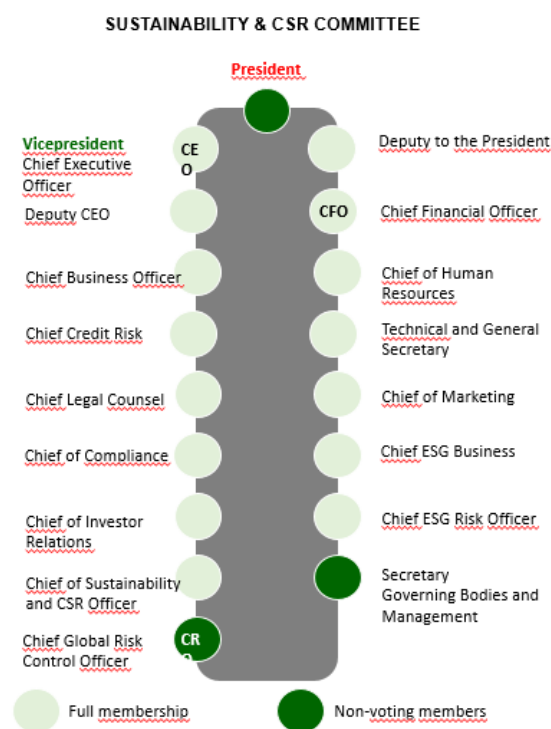 SUSTAINABILITY & CSR COMMITTEE
President
Vicepresident
Chief Executive
Officer
CE
O
Deputy to the President
Deputy CEO
CFO
Chief Financial Officer
Chief Business Officer
Chief of Human
Resources
Chief Credit Risk
Technical and General
Secretary
Chief Legal Counsel
Chief of Marketing
Chief of Compliance
Chief ESG Business
Chief of Investor
Relations
Chief ESG Risk Officer
Chief of Sustainability
and CSR Officer
Secretary
Governing Bodies and
Management
Chief Global Risk
Control Officer
CR
O
Full membership
Non-voting members